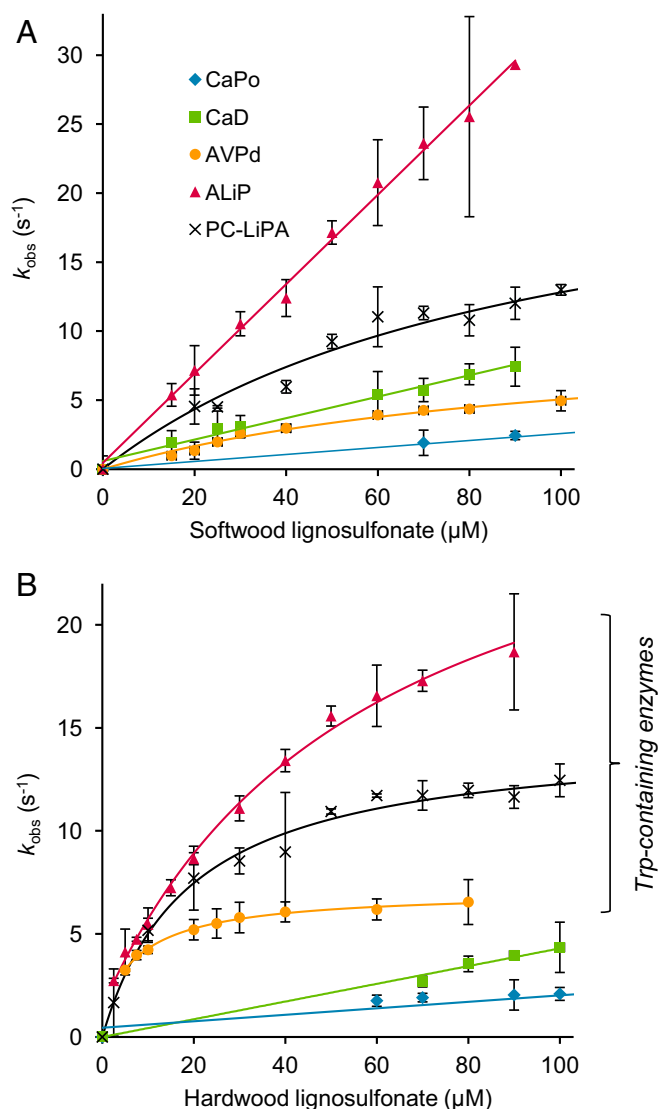 A
30
25
20
15
10
5
0
k_obs (s⁻¹)
CaPo
CaD
AVPd
ALiP
PC-LiPA
0 20 40 60 80 100
Softwood lignosulfonate (µM)
B
20
15
10
5
0
k_obs (s⁻¹)
Trp-containing enzymes
0 20 40 60 80 100
Hardwood lignosulfonate (µM)